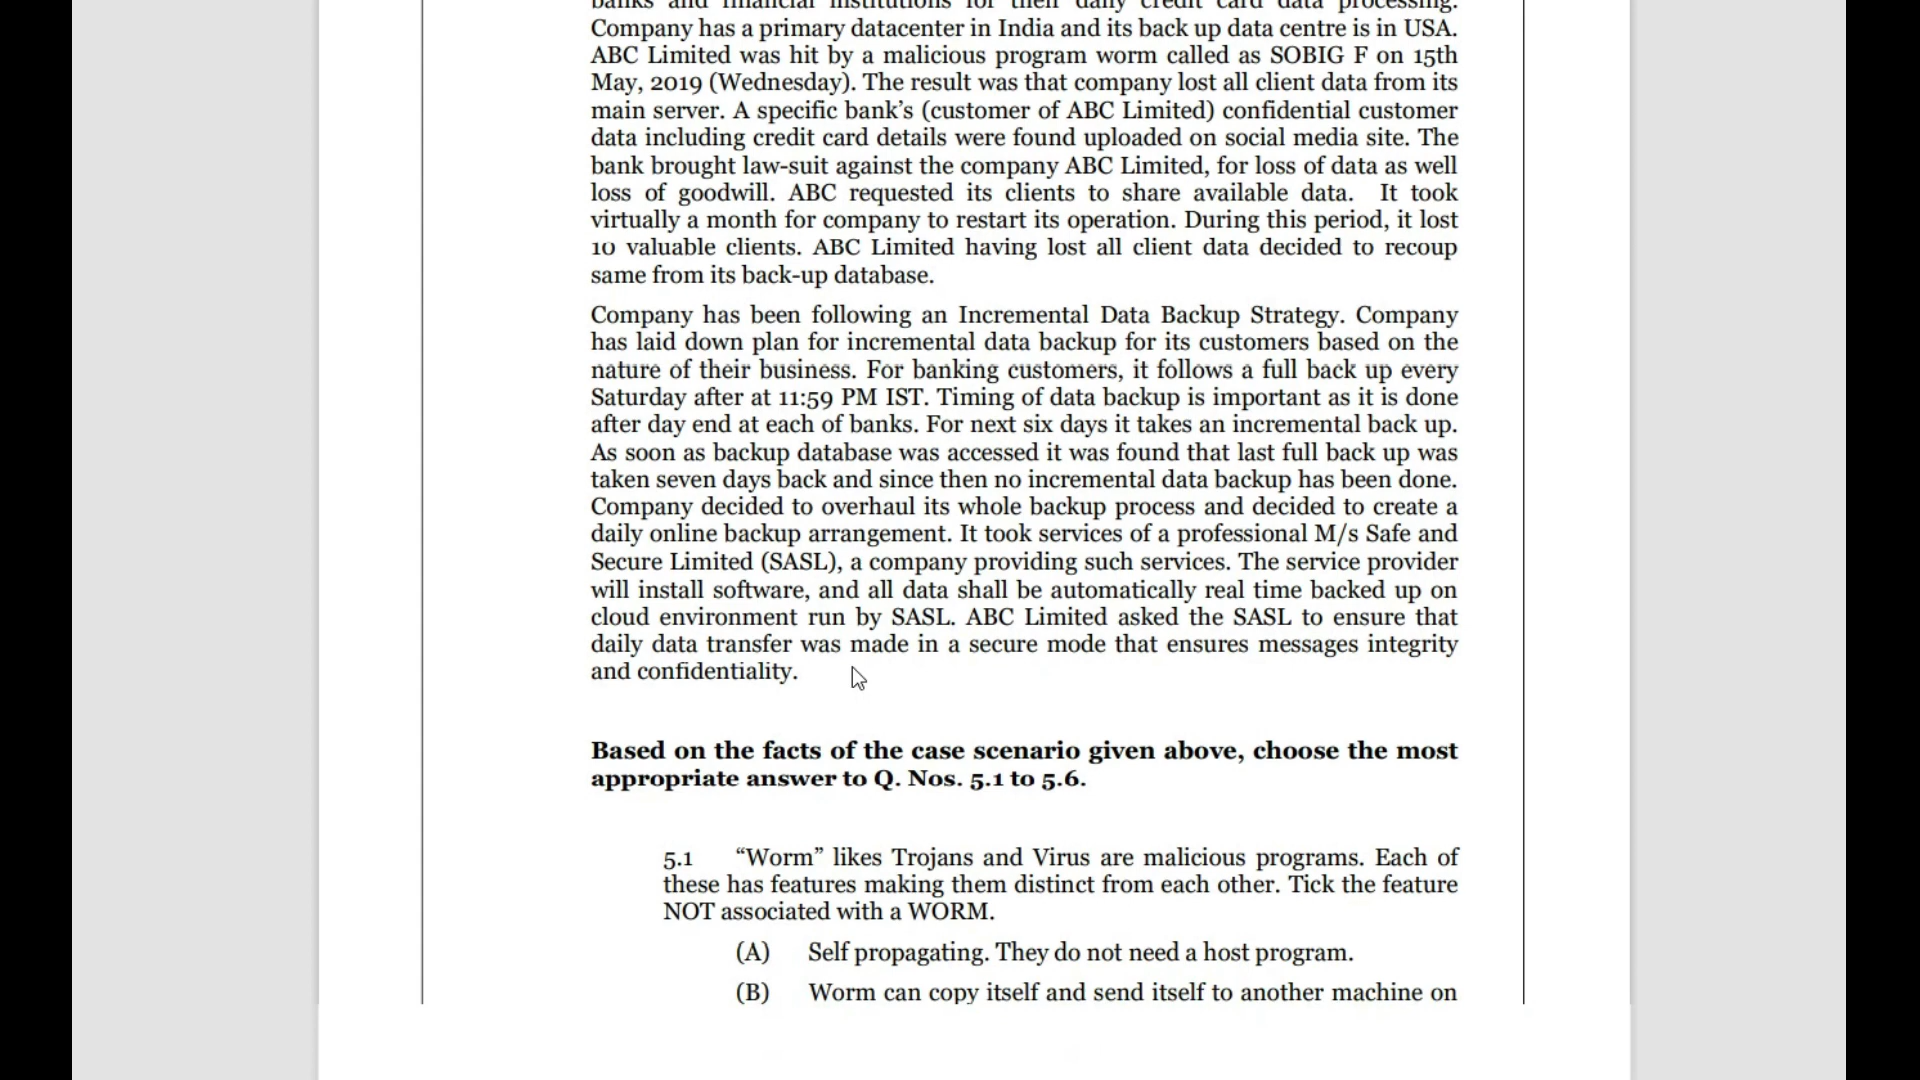 banks and financial institutions for their daily credit card data processing.
Company has a primary datacenter in India and its back up data centre is in USA.
ABC Limited was hit by a malicious program worm called as SOBIG F on 15th
May, 2019 (Wednesday). The result was that company lost all client data from its
main server. A specific bank's (customer of ABC Limited) confidential customer
data including credit card details were found uploaded on social media site. The
bank brought law-suit against the company ABC Limited, for loss of data as well
loss of goodwill. ABC requested its clients to share available data. It took
virtually a month for company to restart its operation. During this period, it lost
10 valuable clients. ABC Limited having lost all client data decided to recoup
same from its back-up database.
Company has been following an Incremental Data Backup Strategy. Company
has laid down plan for incremental data backup for its customers based on the
nature of their business. For banking customers, it follows a full back up every
Saturday after at 11:59 PM IST. Timing of data backup is important as it is done
after day end at each of banks. For next six days it takes an incremental back up.
As soon as backup database was accessed it was found that last full back up was
taken seven days back and since then no incremental data backup has been done.
Company decided to overhaul its whole backup process and decided to create a
daily online backup arrangement. It took services of a professional M/s Safe and
Secure Limited (SASL), a company providing such services. The service provider
will install software, and all data shall be automatically real time backed up on
cloud environment run by SASL. ABC Limited asked the SASL to ensure that
daily data transfer was made in a secure mode that ensures messages integrity
and confidentiality.
Based on the facts of the case scenario given above, choose the most
appropriate answer to Q. Nos. 5.1 to 5.6.
5.1 “Worm” likes Trojans and Virus are malicious programs. Each of
these has features making them distinct from each other. Tick the feature
NOT associated with a WORM.
(A) Self propagating. They do not need a host program.
(B) Worm can copy itself and send itself to another machine on